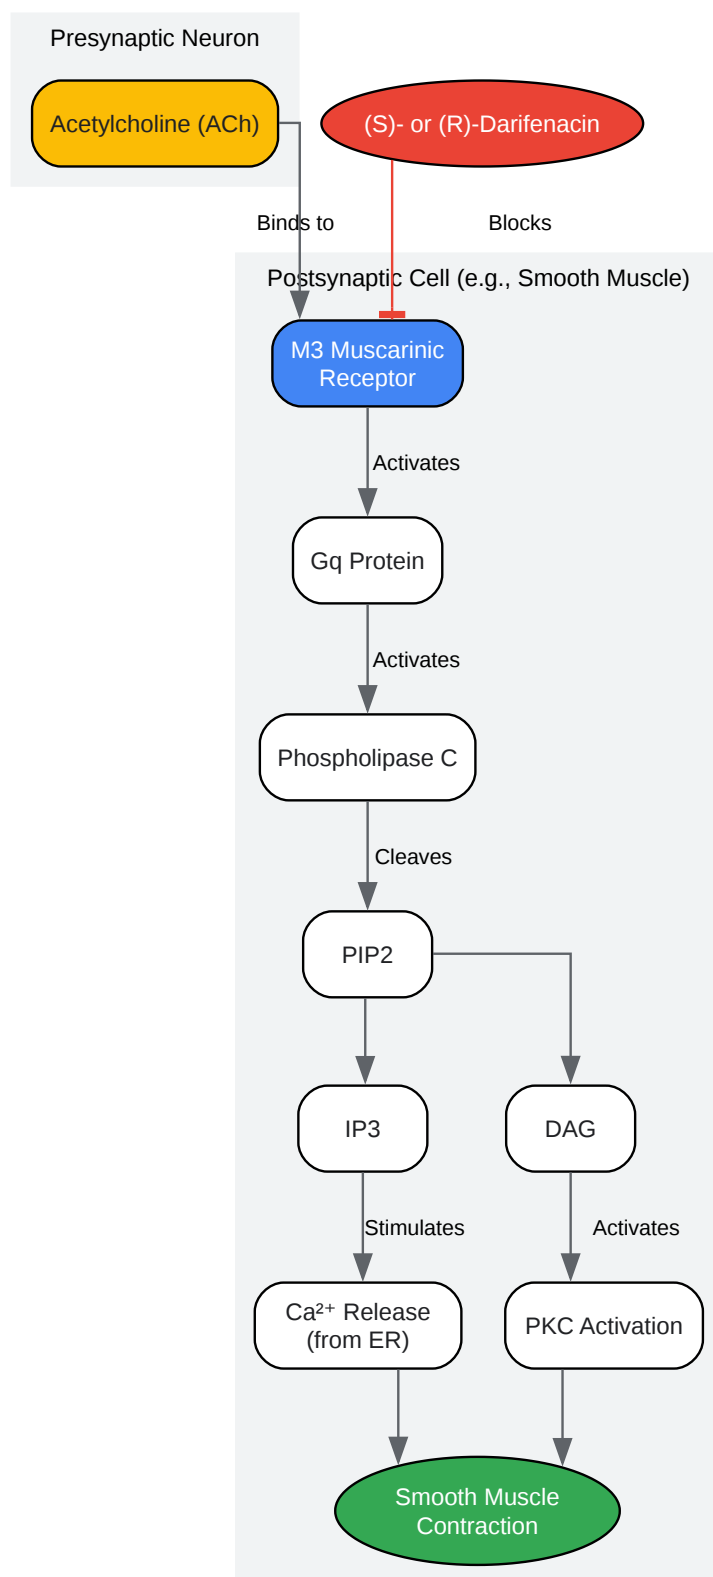 Presynaptic Neuron
Acetylcholine (ACh)
(S)- or (R)-Darifenacin
Binds to
Blocks
Postsynaptic Cell (e.g., Smooth Muscle)
M3 Muscarinic
Receptor
Activates
Gq Protein
Activates
Phospholipase C
Cleaves
PIP2
IP3
DAG
Stimulates
Activates
Ca²⁺ Release
(from ER)
PKC Activation
Smooth Muscle
Contraction